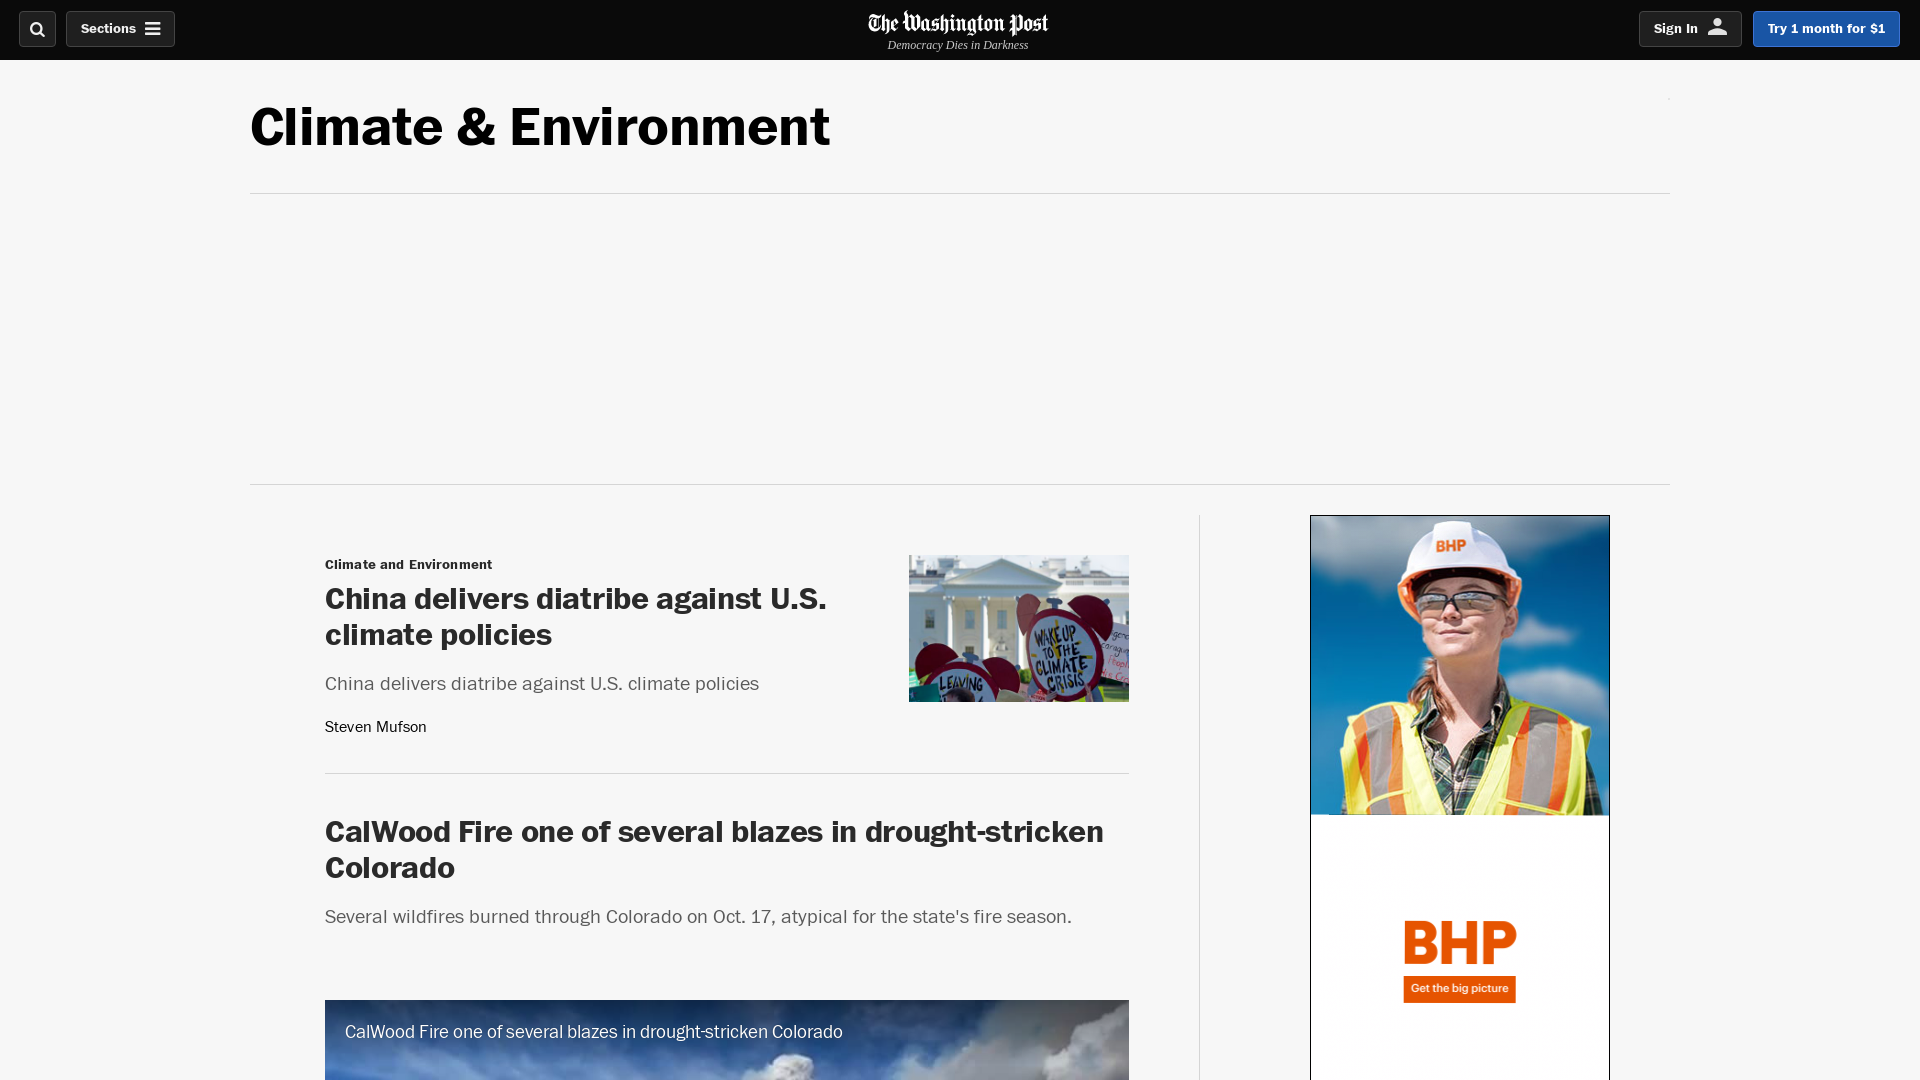 Sections
The Washington Post
Democracy Dies in Darkness
Sign In
Try 1 month for $1
Climate & Environment
Climate and Environment
China delivers diatribe against U.S.
climate policies
China delivers diatribe against U.S. climate policies
Steven Mufson
WAKE UP
TO THE
CLIMATE
CRISIS
LEAVING
BHP
CalWood Fire one of several blazes in drought-stricken
Colorado
Several wildfires burned through Colorado on Oct. 17, atypical for the state's fire season.
BHP
Get the big picture
CalWood Fire one of several blazes in drought-stricken Colorado